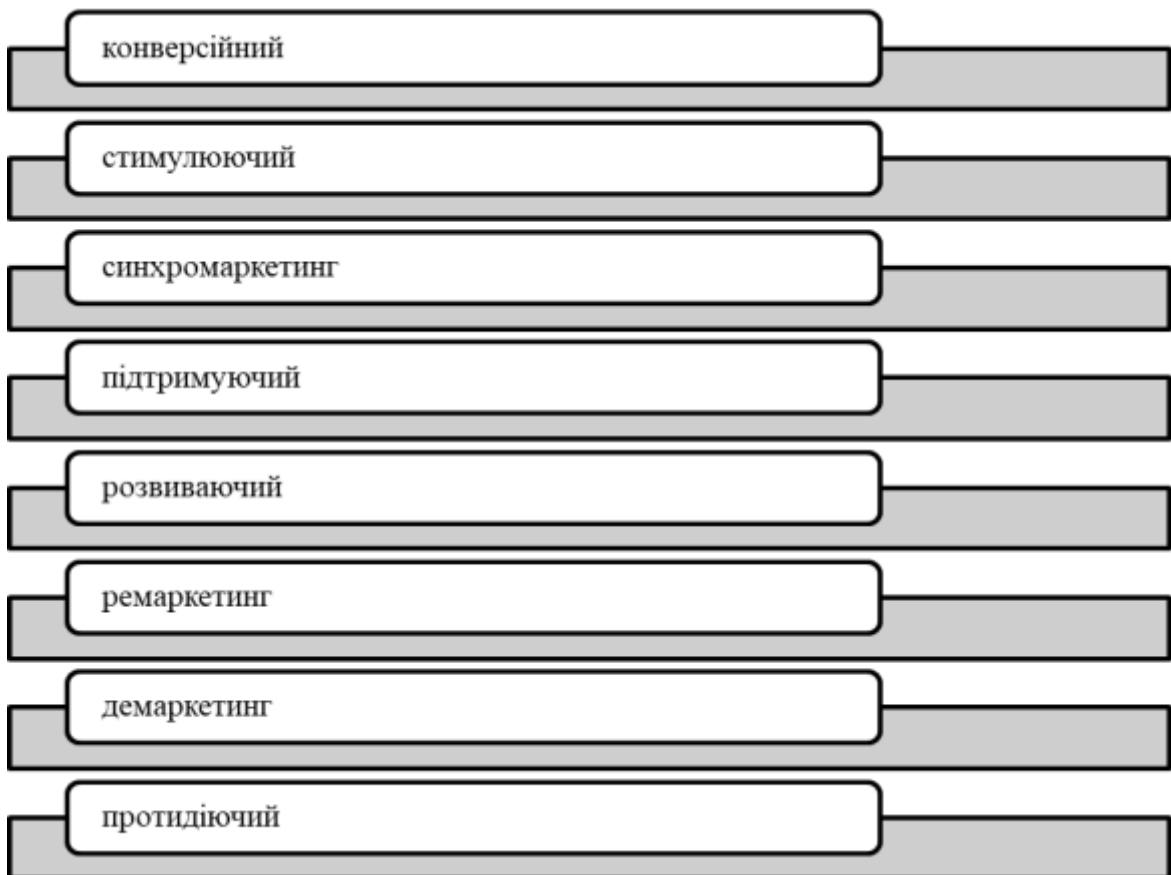 конверсійний
стимулюючий
синхромаркетинг
підтримуючий
розвиваючий
ремаркетинг
демаркетинг
протидіючий